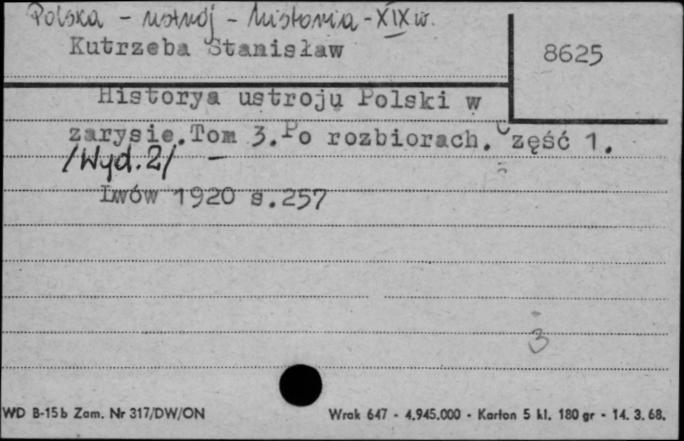 Polska - ustrój - historia - XIX w.
Kutrzeba Stanisław
8625
Historya ustroju Polski w
zarysie. Tom 3. Po rozbiorach. Część 1.
/Wyd. 2/ -
Lwów 1920 s.257
3
WD B-15b Zam. Nr 317/DW/ON
Wrak 647 - 4.945.000 - Karton 5 kl. 180 gr - 14. 3. 68.